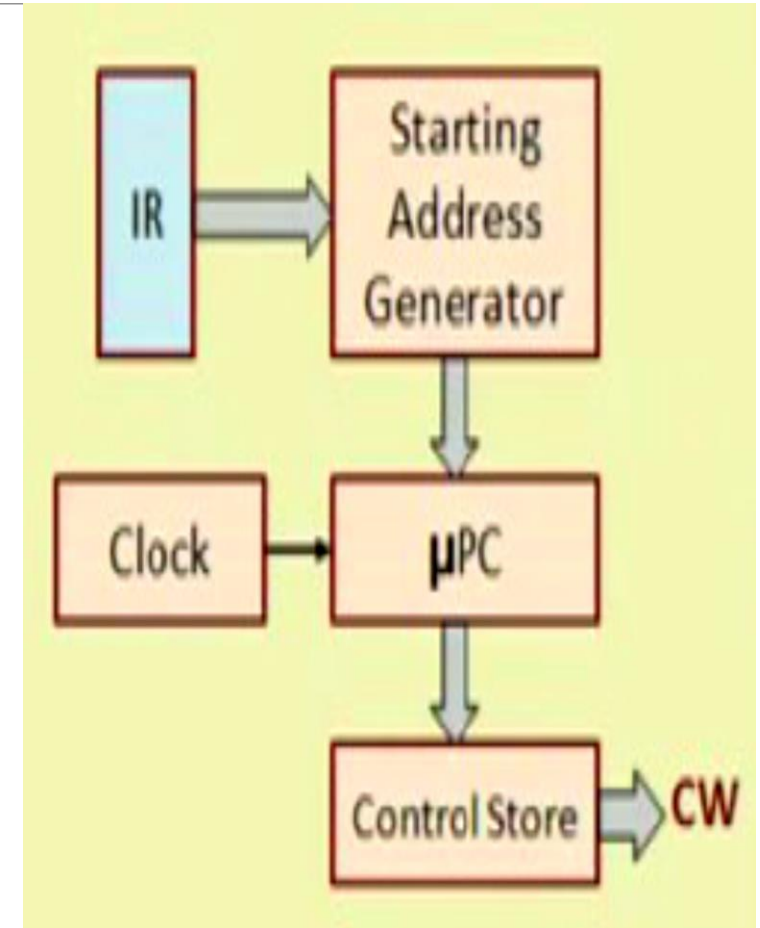 IR
Starting
Address
Generator
Clock
µPC
Control Store
CW